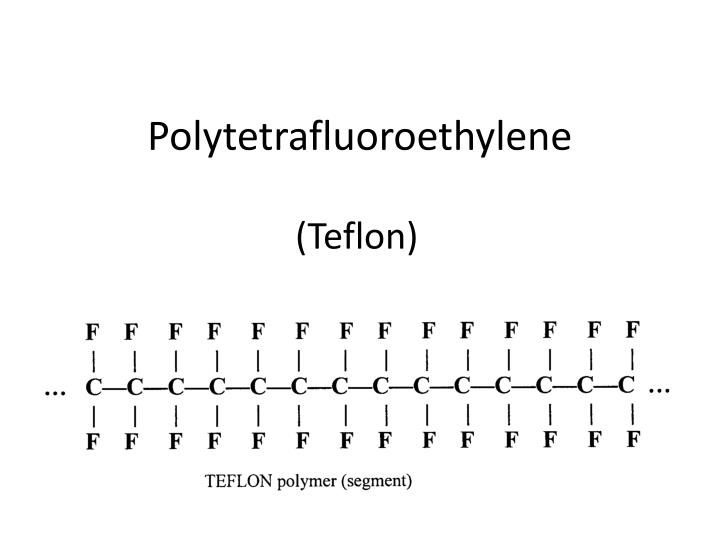 Polytetrafluoroethylene
(Teflon)
F F F F F F F F F F F F F F
| | | | | | | | | | | | | |
... C—C—C—C—C—C—C—C—C—C—C—C—C—C ...
| | | | | | | | | | | | | |
F F F F F F F F F F F F F F
TEFLON polymer (segment)